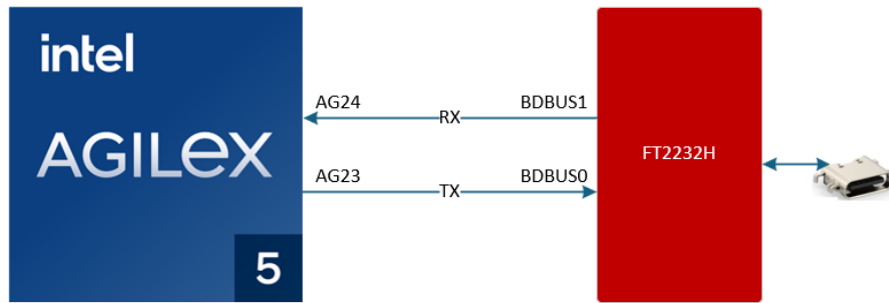 intel
AGILEX
5
AG24
RX
BDBUS1
AG23
TX
BDBUS0
FT2232H